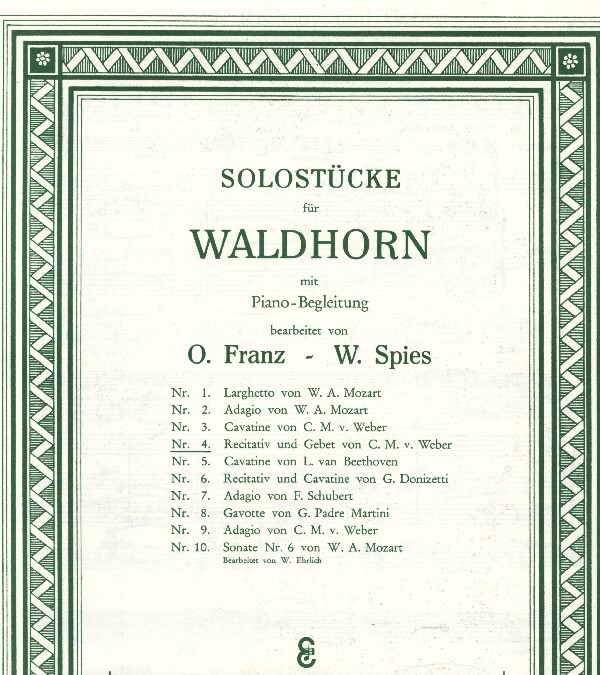 SOLOSTÜCKE
für
WALDHORN
mit
Piano-Begleitung
bearbeitet von
O. Franz - W. Spies
Nr. 1. Larghetto von W. A. Mozart
Nr. 2. Adagio von W. A. Mozart
Nr. 3. Cavatine von C. M. v. Weber
Nr. 4. Recitativ und Gebet von C. M. v. Weber
Nr. 5. Cavatine von L. van Beethoven
Nr. 6. Recitativ und Cavatine von G. Donizetti
Nr. 7. Adagio von F. Schubert
Nr. 8. Gavotte von G. Padre Martini
Nr. 9. Adagio von C. M. v. Weber
Nr. 10. Sonate Nr. 6 von W. A. Mozart
Bearbeitet von W. Ehrlich